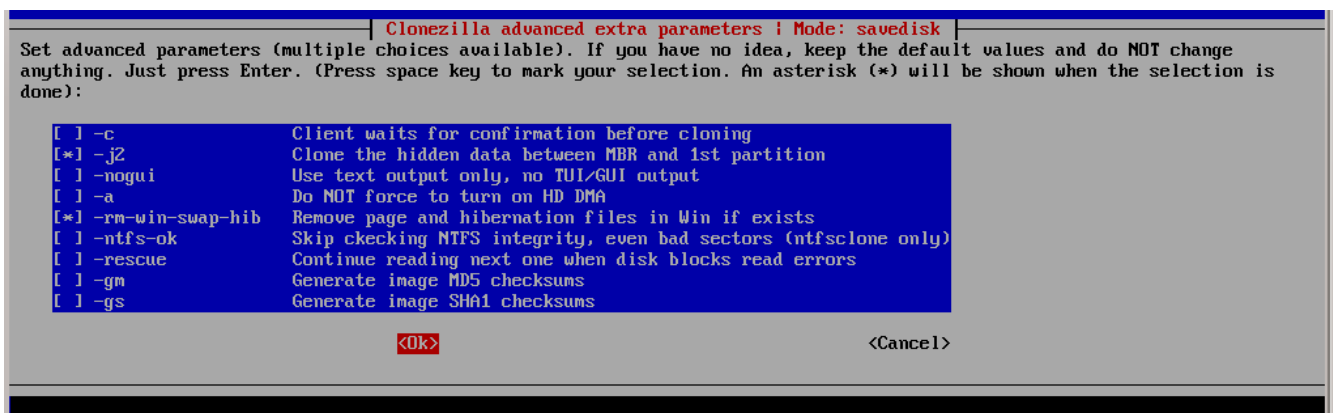 Clonezilla advanced extra parameters | Mode: savedisk
Set advanced parameters (multiple choices available). If you have no idea, keep the default values and do NOT change
anything. Just press Enter. (Press space key to mark your selection. An asterisk (*) will be shown when the selection is
done):
[ ] -c Client waits for confirmation before cloning
[*] -j2 Clone the hidden data between MBR and 1st partition
[ ] -nogui Use text output only, no TUI/GUI output
[ ] -a Do NOT force to turn on HD DMA
[*] -rm-win-swap-hib Remove page and hibernation files in Win if exists
[ ] -ntfs-ok Skip ckecking NTFS integrity, even bad sectors (ntfsclone only)
[ ] -rescue Continue reading next one when disk blocks read errors
[ ] -gm Generate image MD5 checksums
[ ] -gs Generate image SHA1 checksums
<Ok> <Cancel>